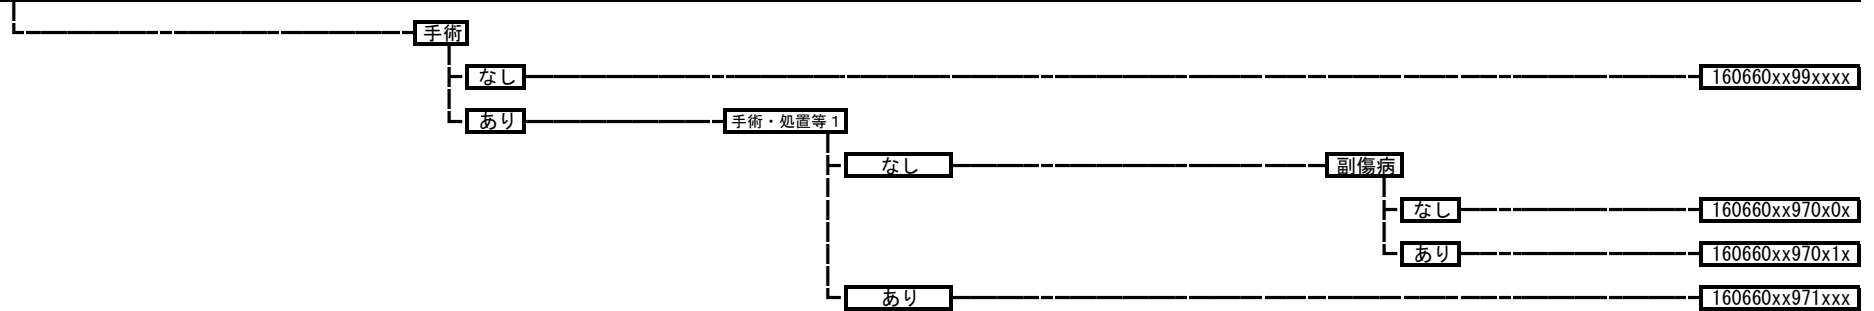 手術
なし 160660xx99xxxx
あり 手術・処置等1
なし 副傷病
なし 160660xx970x0x
あり 160660xx970x1x
あり 160660xx971xxx